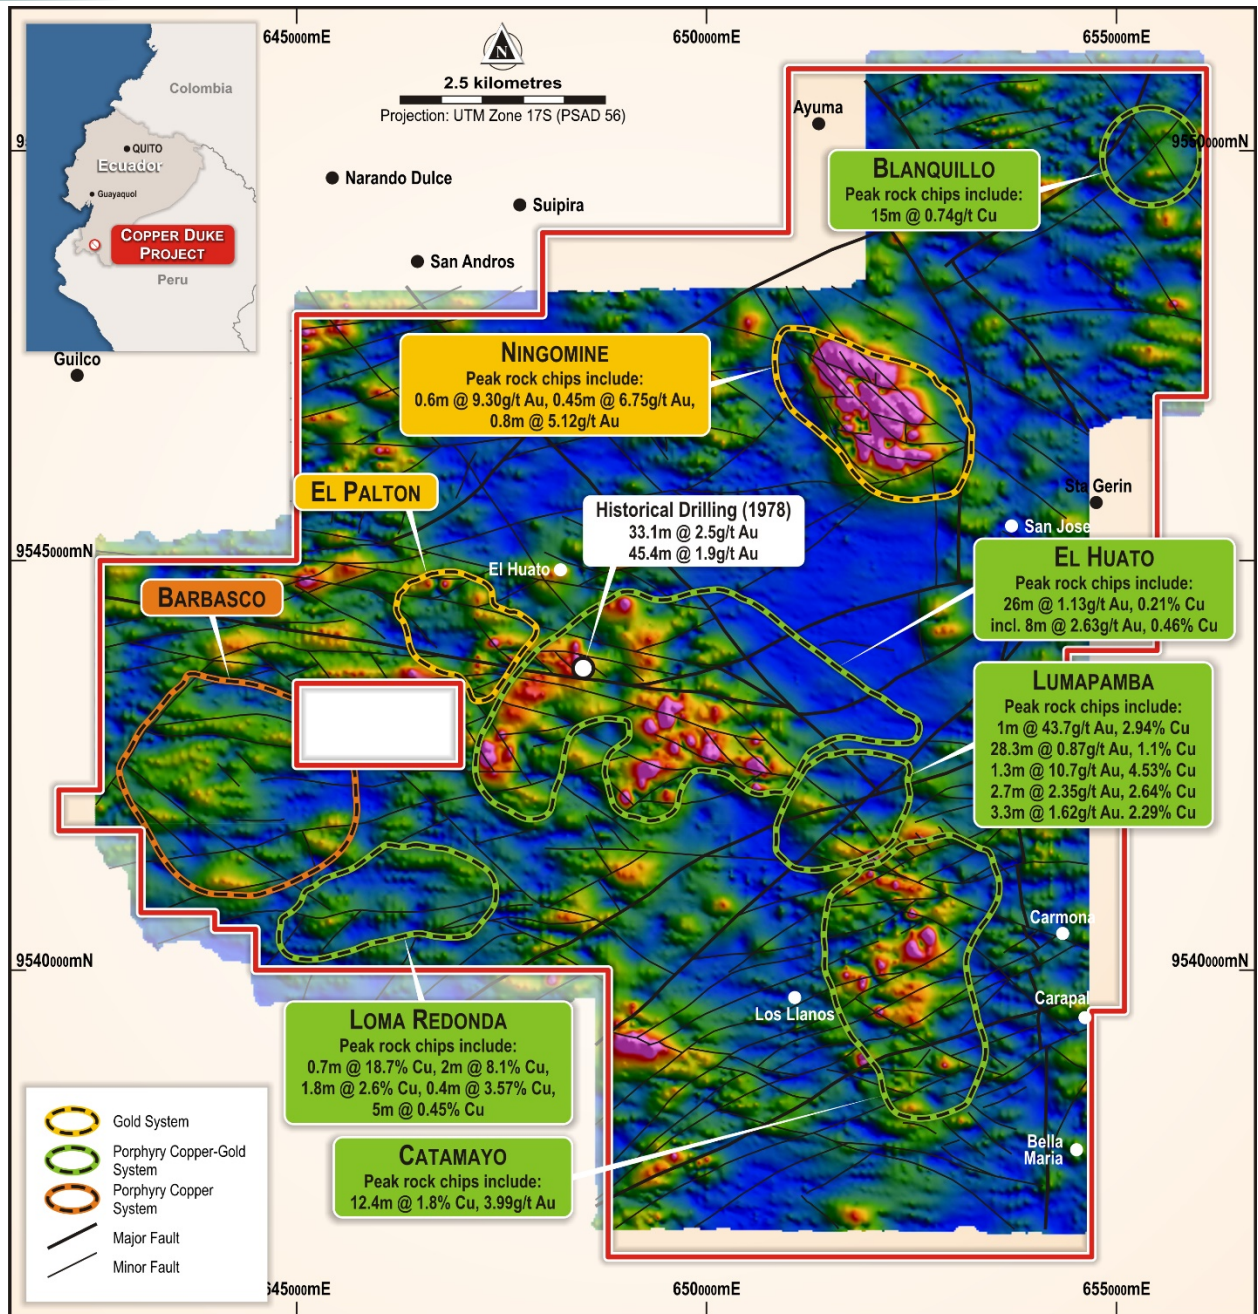 645000mE
650000mE
655000mE
Colombia
QUITO
Ecuador
Guayaquol
COPPER DUKE
PROJECT
Peru
N
2.5 kilometres
Projection: UTM Zone 17S (PSAD 56)
Ayuma
9550000mN
Narando Dulce
Suipira
San Andros
Guilco
BLANQUILLO
Peak rock chips include:
15m @ 0.74g/t Cu
NINGOMINE
Peak rock chips include:
0.6m @ 9.30g/t Au, 0.45m @ 6.75g/t Au,
0.8m @ 5.12g/t Au
EL PALTON
Historical Drilling (1978)
33.1m @ 2.5g/t Au
45.4m @ 1.9g/t Au
Sta Gerin
San Jose
9545000mN
9545000mN
El Huato
EL HUATO
Peak rock chips include:
26m @ 1.13g/t Au, 0.21% Cu
incl. 8m @ 2.63g/t Au, 0.46% Cu
BARBASCO
LUMAPAMBA
Peak rock chips include:
1m @ 43.7g/t Au, 2.94% Cu
28.3m @ 0.87g/t Au, 1.1% Cu
1.3m @ 10.7g/t Au, 4.53% Cu
2.7m @ 2.35g/t Au, 2.64% Cu
3.3m @ 1.62g/t Au. 2.29% Cu
Carmona
9540000mN
9540000mN
Los Llanos
Carapal
LOMA REDONDA
Peak rock chips include:
0.7m @ 18.7% Cu, 2m @ 8.1% Cu,
1.8m @ 2.6% Cu, 0.4m @ 3.57% Cu,
5m @ 0.45% Cu
CATAMAYO
Peak rock chips include:
12.4m @ 1.8% Cu, 3.99g/t Au
Bella
Maria
Gold System
Porphyry Copper-Gold
System
Porphyry Copper
System
Major Fault
Minor Fault
645000mE
650000mE
655000mE